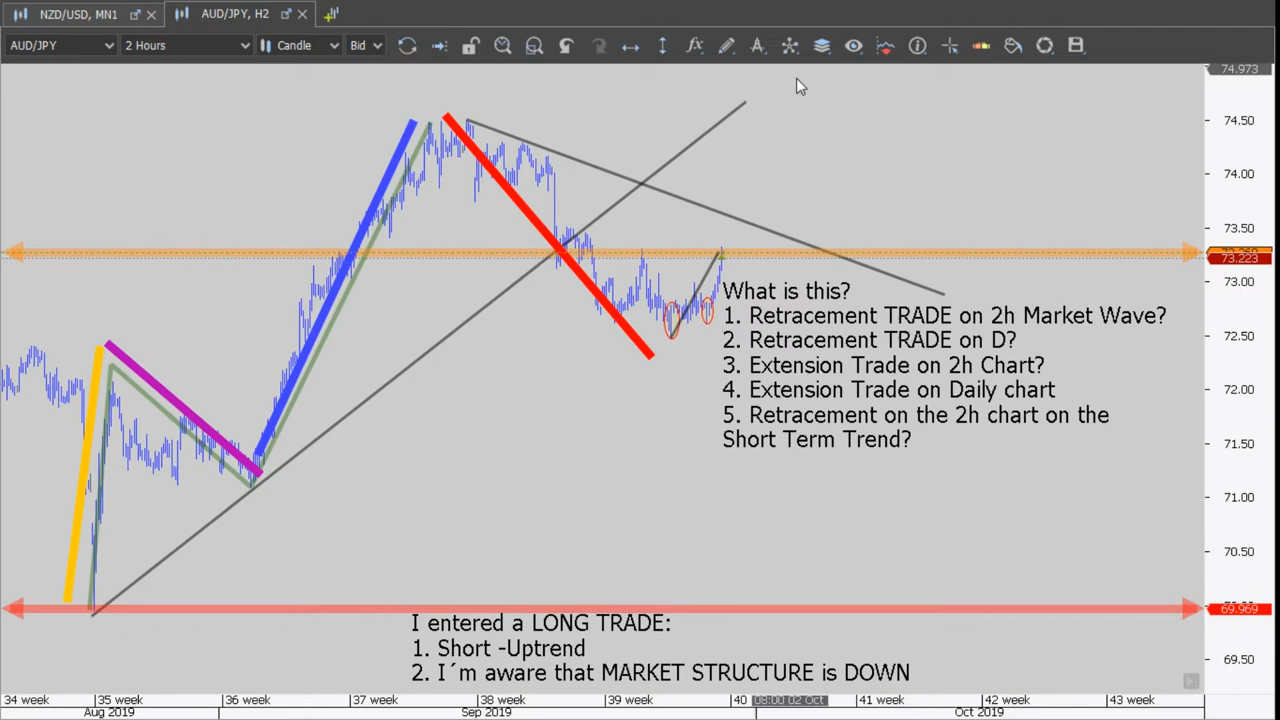 NZD/USD, MN1
AUD/JPY, H2
AUD/JPY
2 Hours
Candle
Bid
74.973
74.50
74.00
73.50
73.223
73.00
What is this?
1. Retracement TRADE on 2h Market Wave?
2. Retracement TRADE on D?
3. Extension Trade on 2h Chart?
4. Extension Trade on Daily chart
5. Retracement on the 2h chart on the
Short Term Trend?
72.50
72.00
71.50
71.00
70.50
69.969
69.50
I entered a LONG TRADE:
1. Short -Uptrend
2. I´m aware that MARKET STRUCTURE is DOWN
34 week
35 week
36 week
37 week
38 week
39 week
40
08:00 02 Oct
41 week
42 week
43 week
Aug 2019
Sep 2019
Oct 2019